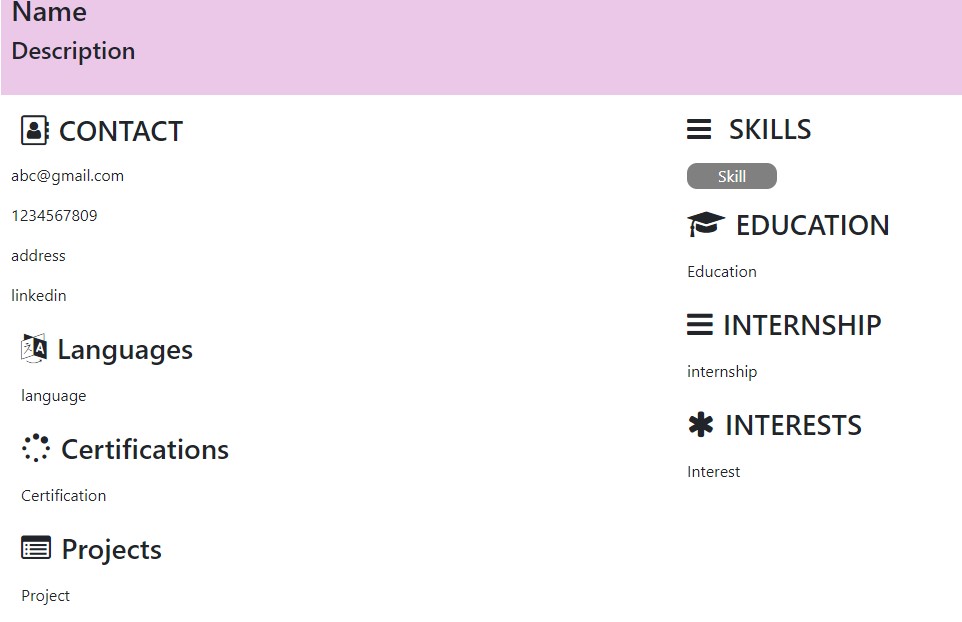 Name
Description
CONTACT
abc@gmail.com
1234567809
address
linkedin
Languages
language
Certifications
Certification
Projects
Project
SKILLS
Skill
EDUCATION
Education
INTERNSHIP
internship
INTERESTS
Interest